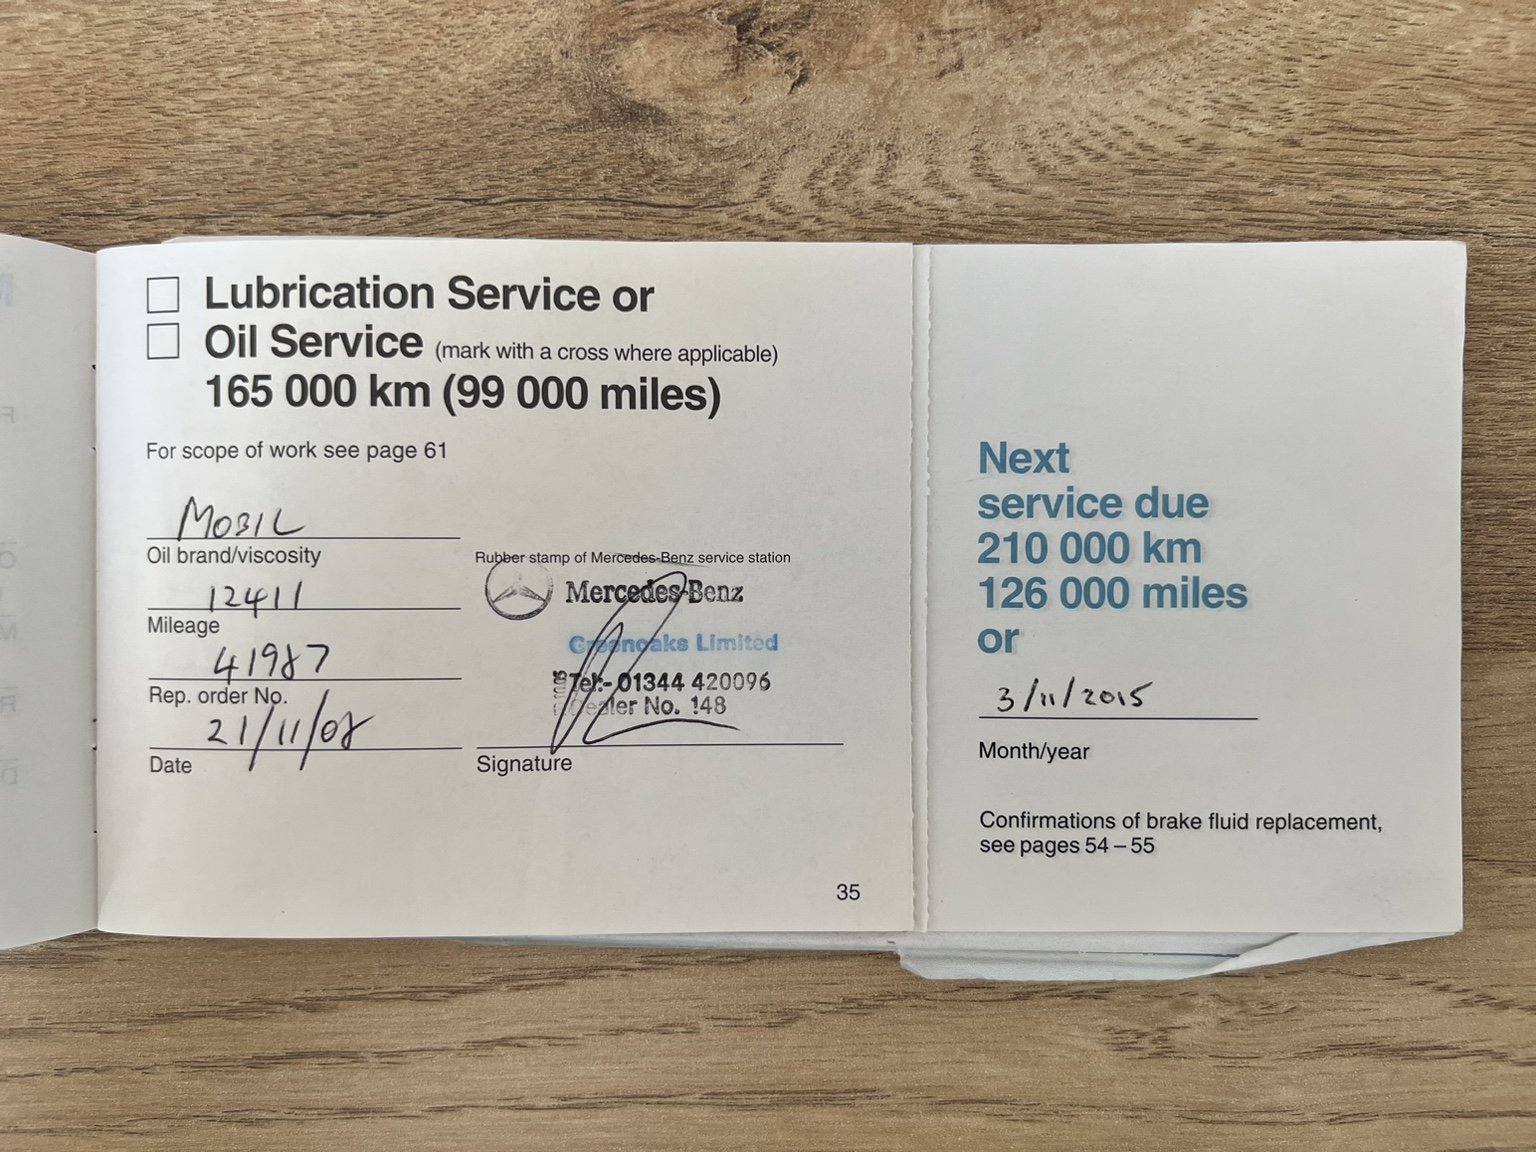 Lubrication Service or
Oil Service (mark with a cross where applicable)
165 000 km (99 000 miles)
For scope of work see page 61
MOBIL
Oil brand/viscosity
12411
Mileage
41987
Rep. order No.
21/11/08
Date
Rubber stamp of Mercedes-Benz service station
Mercedes-Benz
Greenoaks Limited
Tel:- 01344 420096
Dealer No. 148
Signature
35
Next
service due
210 000 km
126 000 miles
or
3/11/2015
Month/year
Confirmations of brake fluid replacement,
see pages 54 – 55